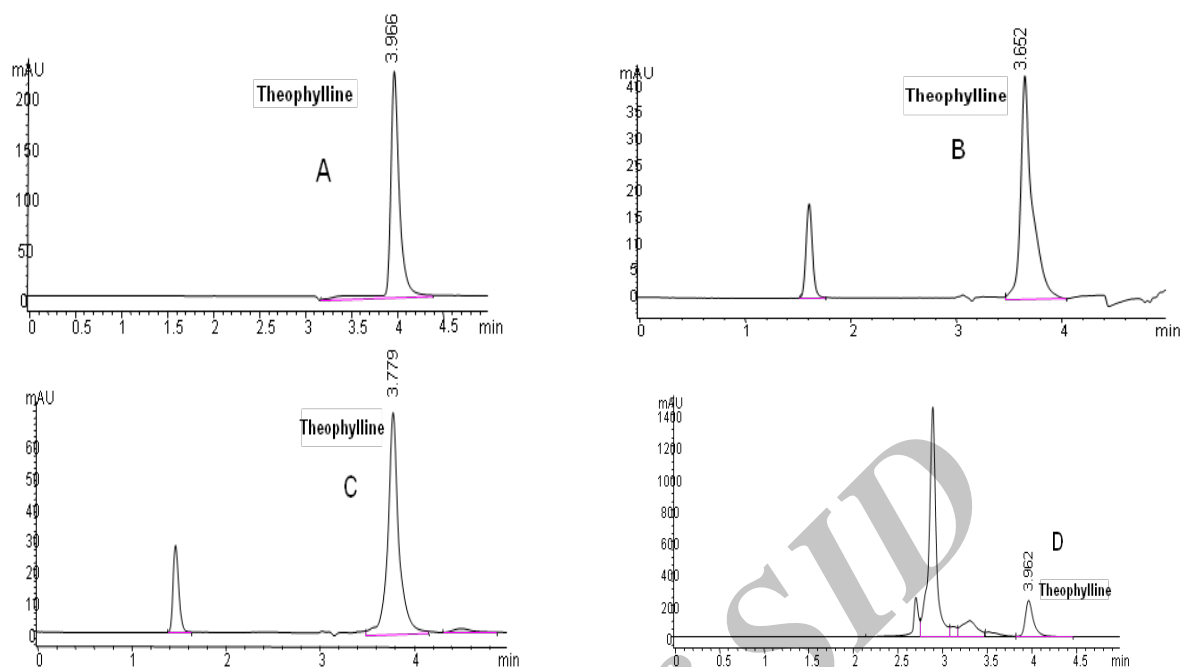 3.966
mAU
Theophylline
200
A
150
100
50
0
0 0.5 1 1.5 2 2.5 3 3.5 4 4.5 min
3.652
mAU
40
Theophylline
35
30
B
25
20
15
10
5
0
0 1 2 3 4 min
3.779
mAU
Theophylline
60
50
C
40
30
20
10
0
0 1 2 3 4 min
mAU
1400
1200
1000
800
D
600
3.962
400
Theophylline
200
0
0 0.5 1 1.5 2 2.5 3 3.5 4 4.5 min
SID